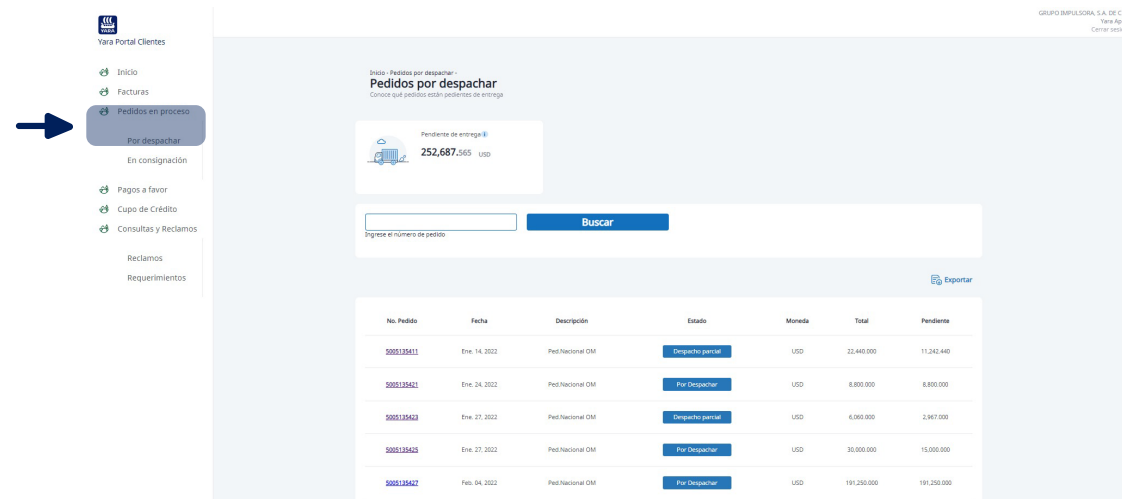 GRUPO IMPULSORA, S.A. DE C
Yara Ap
Cerrar sesi
YARA
Yara Portal Clientes
Inicio
Facturas
Pedidos en proceso
Por despachar
En consignación
Pagos a favor
Cupo de Crédito
Consultas y Reclamos
Reclamos
Requerimientos
Inicio - Pedidos por despachar -
Pedidos por despachar
Conoce qué pedidos están pedientes de entrega
Pendiente de entrega i
252,687.565 USD
Buscar
Ingrese el número de pedido
Exportar
No. Pedido Fecha Descripción Estado Moneda Total Pendiente
5005135411 Ene. 14, 2022 Ped.Nacional OM Despacho parcial USD 22,440.000 11,242.440
5005135421 Ene. 24, 2022 Ped.Nacional OM Por Despachar USD 8,800.000 8,800.000
5005135423 Ene. 27, 2022 Ped.Nacional OM Despacho parcial USD 6,060.000 2,967.000
5005135425 Ene. 27, 2022 Ped.Nacional OM Por Despachar USD 30,000.000 15,000.000
5005135427 Feb. 04, 2022 Ped.Nacional OM Por Despachar USD 191,250.000 191,250.000